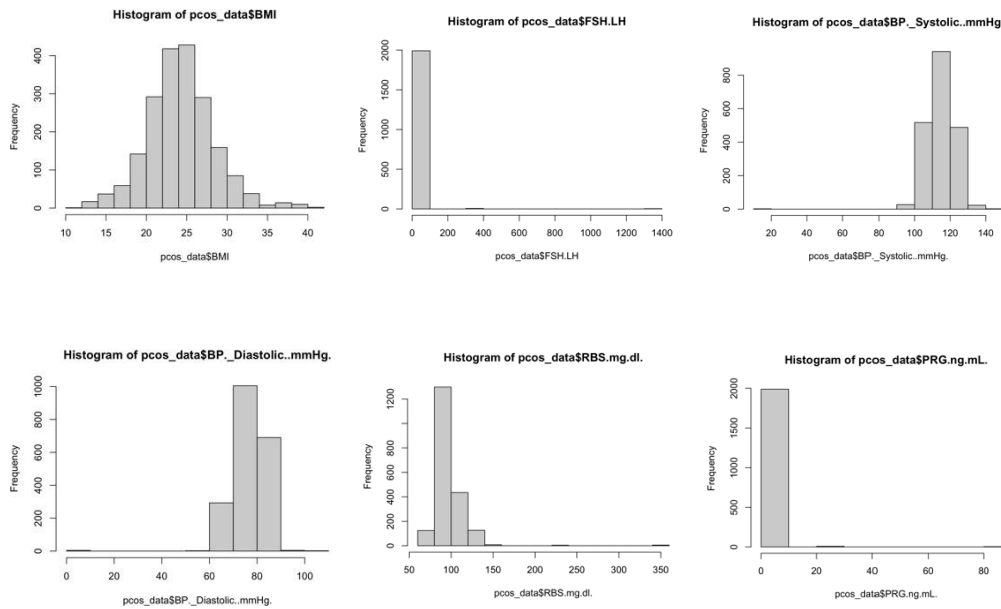 Histogram of pcos_data$BMI
Frequency
0 100 200 300 400
10 15 20 25 30 35 40
pcos_data$BMI
Histogram of pcos_data$FSH.LH
Frequency
0 500 1000 1500 2000
0 200 400 600 800 1000 1200 1400
pcos_data$FSH.LH
Histogram of pcos_data$BP._Systolic..mmHg
Frequency
0 200 400 600 800
20 40 60 80 100 120 140
pcos_data$BP._Systolic..mmHg.
Histogram of pcos_data$BP._Diastolic..mmHg.
Frequency
0 200 400 600 800 1000
0 20 40 60 80 100
pcos_data$BP._Diastolic..mmHg.
Histogram of pcos_data$RBS.mg.dl.
Frequency
0 200 400 600 800 1200
50 100 150 200 250 300 350
pcos_data$RBS.mg.dl.
Histogram of pcos_data$PRG.ng.mL.
Frequency
0 500 1000 1500 2000
0 20 40 60 80
pcos_data$PRG.ng.mL.